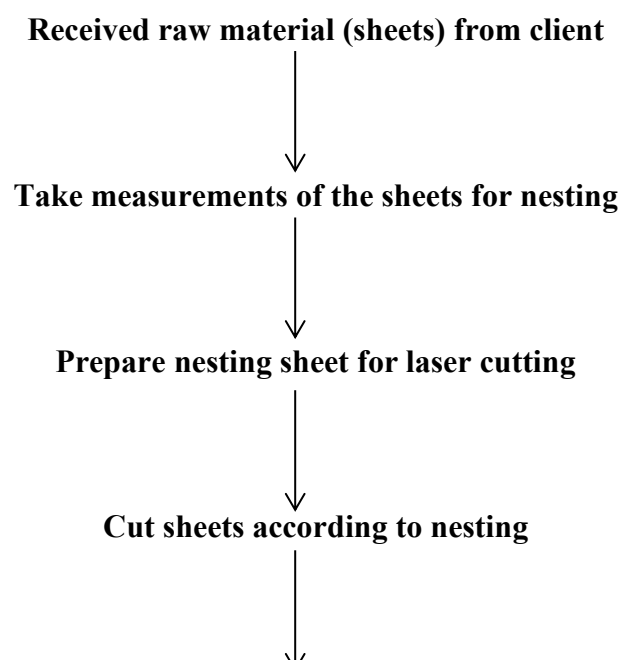 Received raw material (sheets) from client
Take measurements of the sheets for nesting
Prepare nesting sheet for laser cutting
Cut sheets according to nesting